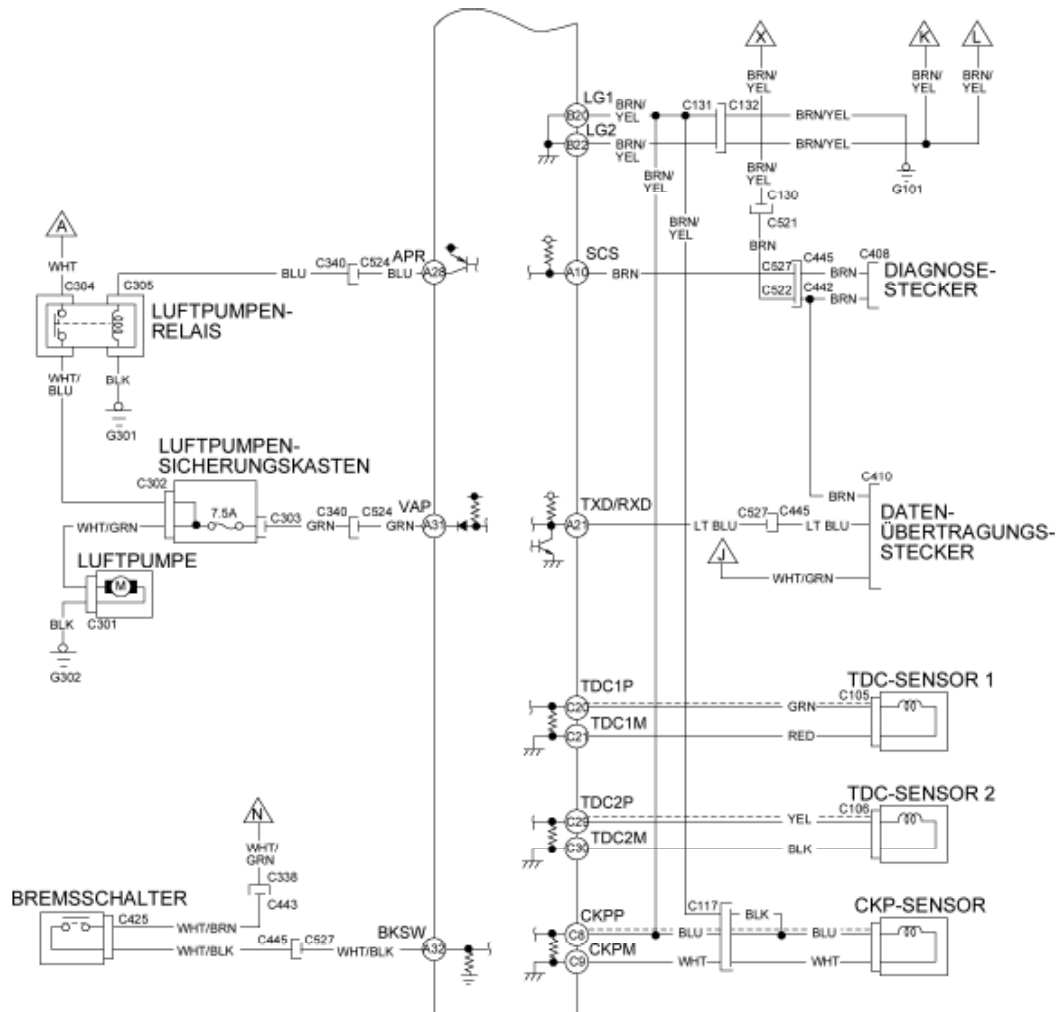 X
K
L
BRN/
YEL
BRN/
YEL
BRN/
YEL
LG1
B20
BRN/
YEL
C131
C132
BRN/YEL
LG2
B22
BRN/
YEL
BRN/YEL
G101
BRN/
YEL
BRN/
YEL
BRN/
YEL
C130
C521
BRN
A
WHT
C304
C305
BLU
C340
C524
BLU
APR
A28
SCS
A10
BRN
C527
C445
BRN
C408
C522
C442
BRN
DIAGNOSE-
STECKER
LUFTPUMPEN-
RELAIS
WHT/
BLU
BLK
G301
LUFTPUMPEN-
SICHERUNGSKASTEN
C302
7.5A
WHT/GRN
C303
GRN
C340
C524
GRN
VAP
A31
TXD/RXD
A21
LT BLU
C527
C445
LT BLU
C410
BRN
DATEN-
ÜBERTRAGUNGS-
STECKER
J
WHT/GRN
LUFTPUMPE
M
BLK
C301
G302
TDC1P
C20
GRN
C105
TDC-SENSOR 1
TDC1M
C21
RED
TDC2P
C29
YEL
C106
TDC-SENSOR 2
TDC2M
C30
BLK
N
WHT/
GRN
C338
C443
BREMSSCHALTER
C425
WHT/BRN
WHT/BLK
C445
C527
WHT/BLK
BKSW
A32
CKPP
C8
BLU
C117
BLK
BLU
CKP-SENSOR
CKPM
C9
WHT
WHT